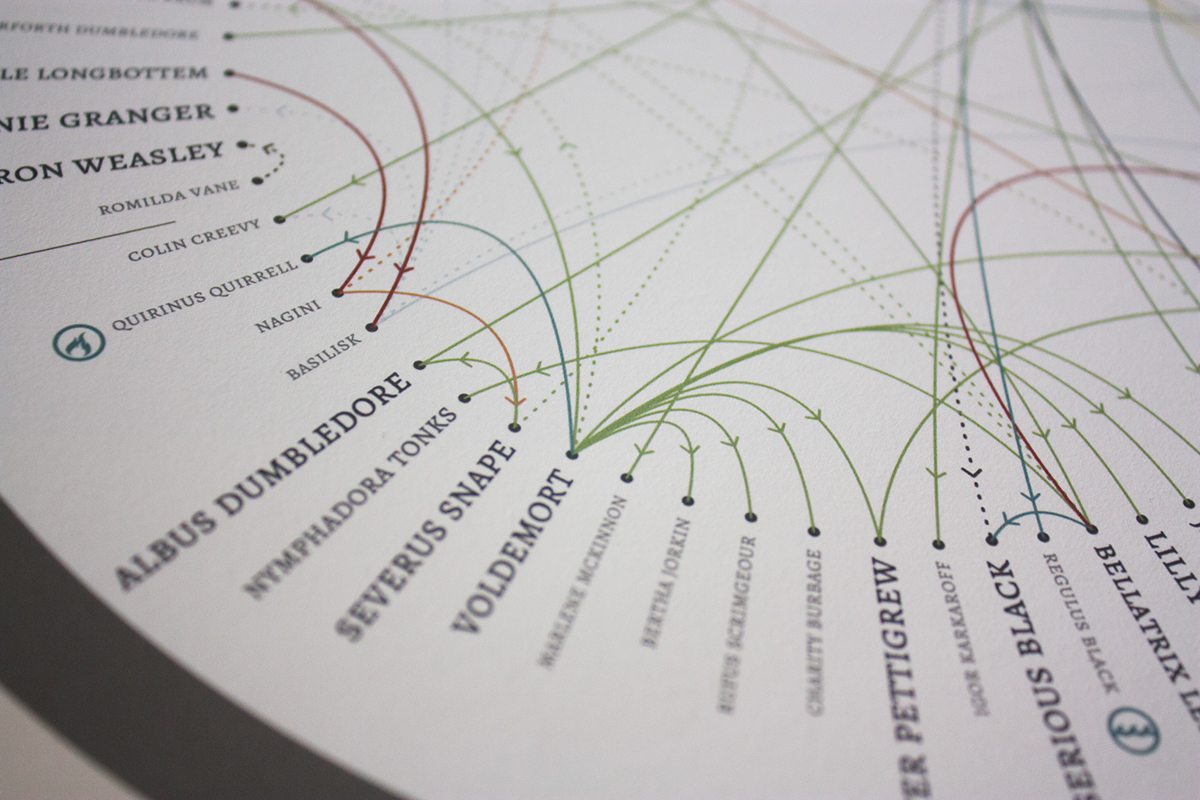 RFORTH DUMBLEDORE
LE LONGBOTTEM
NIE GRANGER
RON WEASLEY
ROMILDA VANE
COLIN CREEVY
QUIRINUS QUIRRELL
NAGINI
BASILISK
ALBUS DUMBLEDORE
NYMPHADORA TONKS
SEVERUS SNAPE
VOLDEMORT
MARLENE MCKINNON
BERTHA JORKIN
RUFUS SCRIMGEOUR
CHARITY BURBAGE
ER PETTIGREW
IGOR KARKAROFF
SERIOUS BLACK
REGULUS BLACK
BELLATRIX LE
LILLY